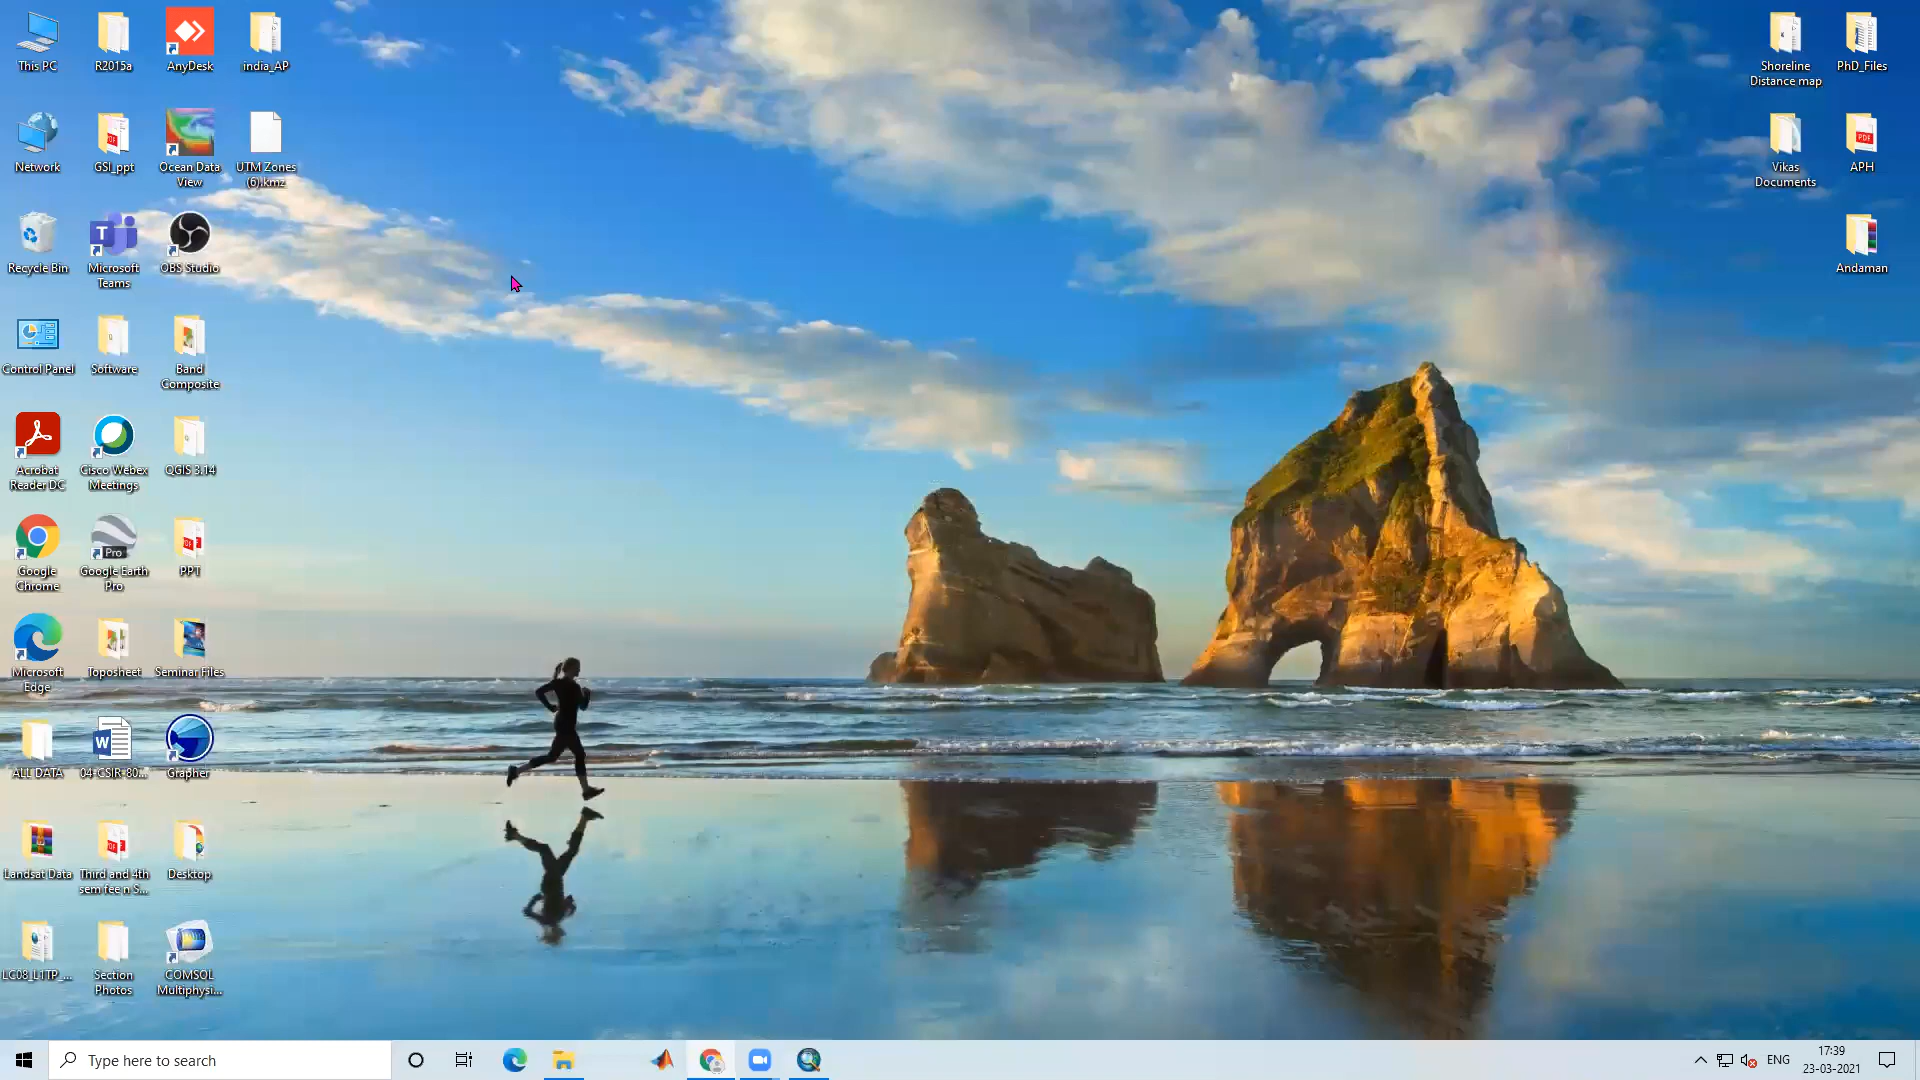 This PC
R2015a
AnyDesk
india_AP
Shoreline
Distance map
PhD_Files
Network
GSI_ppt
Ocean Data
View
UTM Zones
(6).kmz
Vikas
Documents
APH
Recycle Bin
Microsoft
Teams
OBS Studio
Andaman
Control Panel
Software
Band
Composite
Acrobat
Reader DC
Cisco Webex
Meetings
QGIS 3.14
Google
Chrome
Pro
Google Earth
Pro
PPT
Microsoft
Edge
Toposheet
Seminar Files
ALL DATA
04-CSIR-80...
Grapher
Landsat Data
Third and 4th
sem fee n S...
Desktop
LC08_L1TP_...
Section
Photos
COMSOL
Multiphysi...
Type here to search
ENG
17:39
23-03-2021